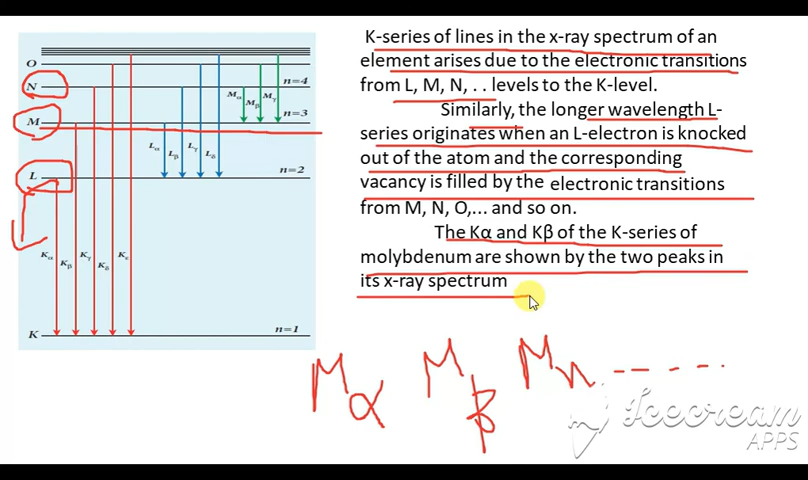 K-series of lines in the x-ray spectrum of an
element arises due to the electronic transitions
from L, M, N, . . levels to the K-level.
Similarly, the longer wavelength L-
series originates when an L-electron is knocked
out of the atom and the corresponding
vacancy is filled by the electronic transitions
from M, N, O,... and so on.
The Kα and Kβ of the K-series of
molybdenum are shown by the two peaks in
its x-ray spectrum
O
N
n=4
Mα
Mβ
Mγ
M
n=3
Lα
Lβ
Lγ
Lδ
L
n=2
Kα
Kβ
Kγ
Kδ
Kε
K
n=1
Mα Mβ Mn ------
Icecream
APPS